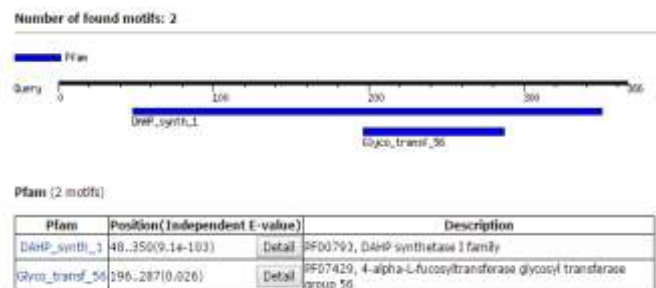 Number of found motifs: 2
Pfam
Query 0 100 200 300 366
DAHP_synth_1
Glyco_transf_56
Pfam (2 motifs)
Pfam Position(Independent E-value) Description
DAHP_synth_1 48..350(9.1e-103) Detail PF00793, DAHP synthetase I family
Glyco_transf_56 196..287(0.026) Detail PF07429, 4-alpha-L-fucosyltransferase glycosyl transferase
group 56